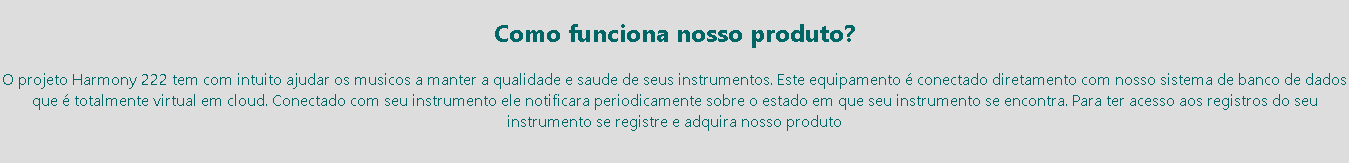 Como funciona nosso produto?
O projeto Harmony 222 tem com intuito ajudar os musicos a manter a qualidade e saude de seus instrumentos. Este equipamento é conectado diretamento com nosso sistema de banco de dados
que é totalmente virtual em cloud. Conectado com seu instrumento ele notificara periodicamente sobre o estado em que seu instrumento se encontra. Para ter acesso aos registros do seu
instrumento se registre e adquira nosso produto